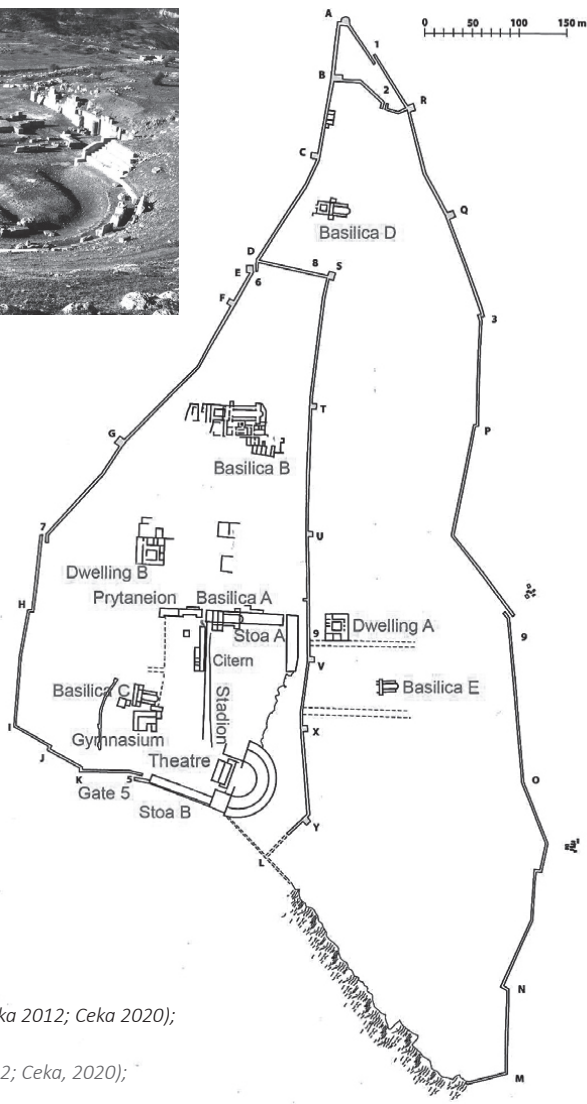 A
0 50 100 150 m
1
B
2
R
C
Q
Basilica D
D
8
S
E
6
F
3
T
P
G
Basilica B
7
U
Dwelling B
Prytaneion Basilica A
H
9
Dwelling A
9
Stoa A
Citern
V
Basilica C
Stadion
Basilica E
I
Gymnasium
X
J
Theatre
K
5
O
Gate 5
Stoa B
Y
L
N
ka 2012; Ceka 2020);
M
2; Ceka, 2020);